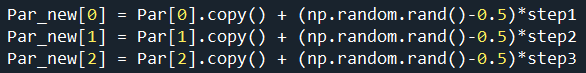 Par_new[0] = Par[0].copy() + (np.random.rand()-0.5)*step1
Par_new[1] = Par[1].copy() + (np.random.rand()-0.5)*step2
Par_new[2] = Par[2].copy() + (np.random.rand()-0.5)*step3